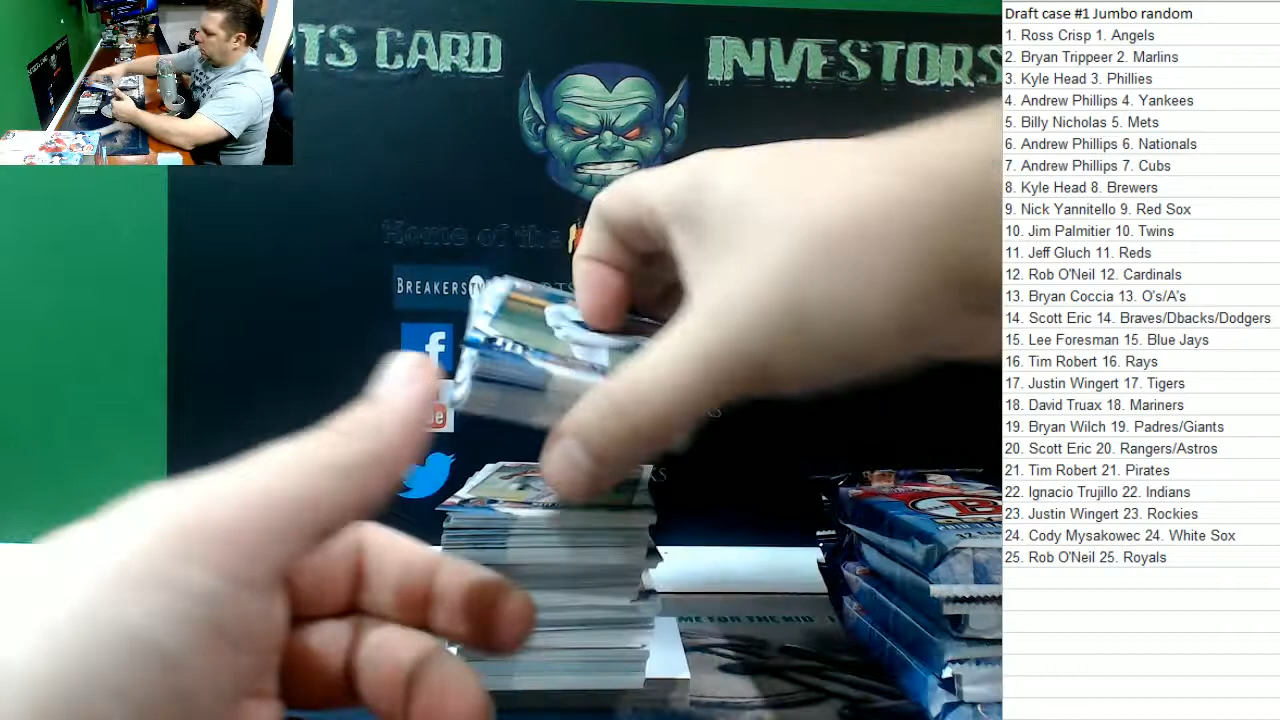 TS CARD
INVESTORS
Home of the
BREAKERS
Draft case #1 Jumbo random
1. Ross Crisp 1. Angels
2. Bryan Trippeer 2. Marlins
3. Kyle Head 3. Phillies
4. Andrew Phillips 4. Yankees
5. Billy Nicholas 5. Mets
6. Andrew Phillips 6. Nationals
7. Andrew Phillips 7. Cubs
8. Kyle Head 8. Brewers
9. Nick Yannitello 9. Red Sox
10. Jim Palmitier 10. Twins
11. Jeff Gluch 11. Reds
12. Rob O'Neil 12. Cardinals
13. Bryan Coccia 13. O's/A's
14. Scott Eric 14. Braves/Dbacks/Dodgers
15. Lee Foresman 15. Blue Jays
16. Tim Robert 16. Rays
17. Justin Wingert 17. Tigers
18. David Truax 18. Mariners
19. Bryan Wilch 19. Padres/Giants
20. Scott Eric 20. Rangers/Astros
21. Tim Robert 21. Pirates
22. Ignacio Trujillo 22. Indians
23. Justin Wingert 23. Rockies
24. Cody Mysakowec 24. White Sox
25. Rob O'Neil 25. Royals